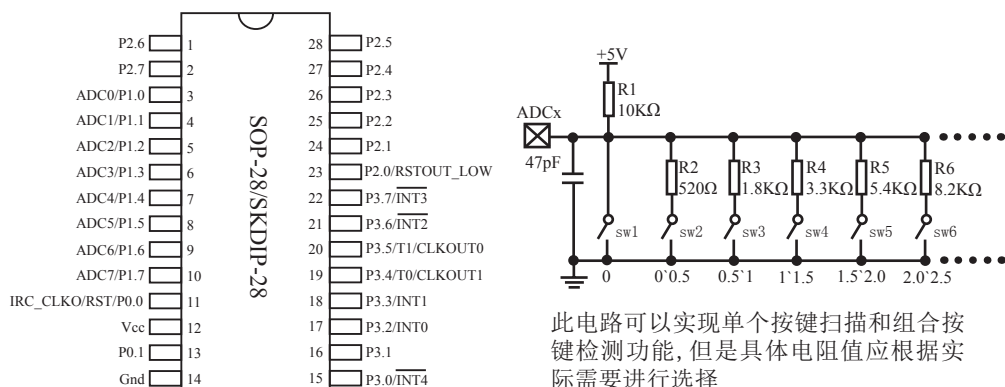 P2.6
1
28
P2.5
P2.7
2
27
P2.4
ADC0/P1.0
3
26
P2.3
ADC1/P1.1
4
25
P2.2
ADC2/P1.2
5
24
P2.1
ADC3/P1.3
6
23
P2.0/RSTOUT_LOW
ADC4/P1.4
7
22
P3.7/INT3
ADC5/P1.5
8
21
P3.6/INT2
ADC6/P1.6
9
20
P3.5/T1/CLKOUT0
ADC7/P1.7
10
19
P3.4/T0/CLKOUT1
IRC_CLKO/RST/P0.0
11
18
P3.3/INT1
Vcc
12
17
P3.2/INT0
P0.1
13
16
P3.1
Gnd
14
15
P3.0/INT4
SOP-28/SKDIP-28
+5V
R1
10KΩ
ADCx
47pF
R2
520Ω
R3
1.8KΩ
R4
3.3KΩ
R5
5.4KΩ
R6
8.2KΩ
sw1
sw2
sw3
sw4
sw5
sw6
0
0`0.5
0.5`1
1`1.5
1.5`2.0
2.0`2.5
此电路可以实现单个按键扫描和组合按
键检测功能,但是具体电阻值应根据实
际需要进行选择